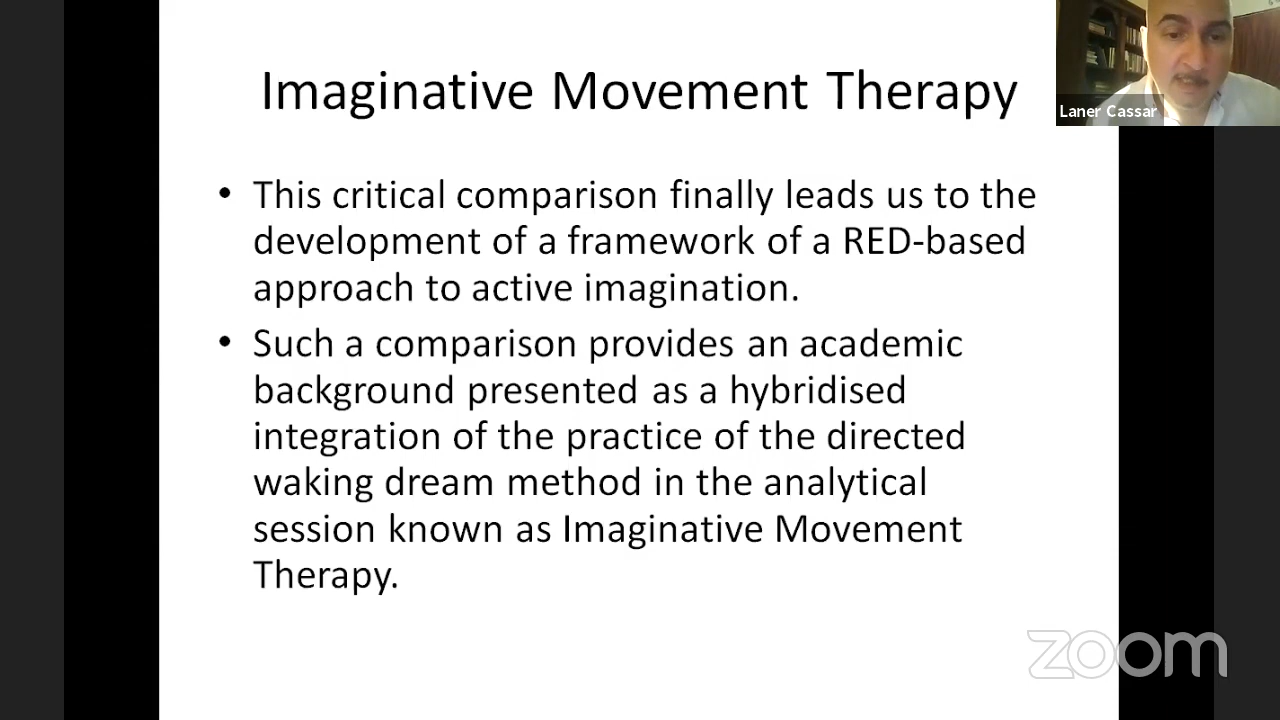 Imaginative Movement Therapy
Laner Cassar
• This critical comparison finally leads us to the
development of a framework of a RED-based
approach to active imagination.
• Such a comparison provides an academic
background presented as a hybridised
integration of the practice of the directed
waking dream method in the analytical
session known as Imaginative Movement
Therapy.
zoom